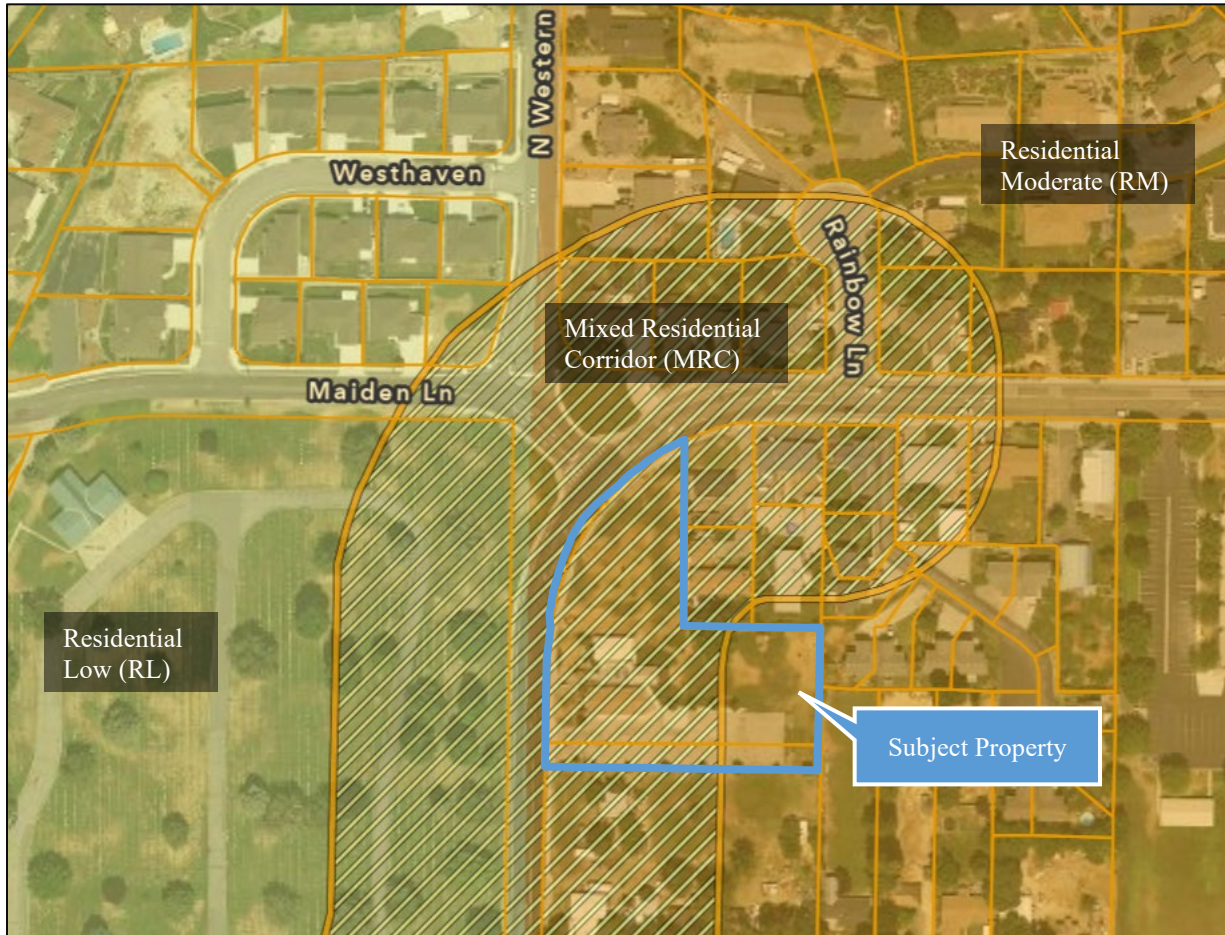 N Western
Westhaven
Residential
Moderate (RM)
Rainbow Ln
Mixed Residential
Corridor (MRC)
Maiden Ln
Residential
Low (RL)
Subject Property